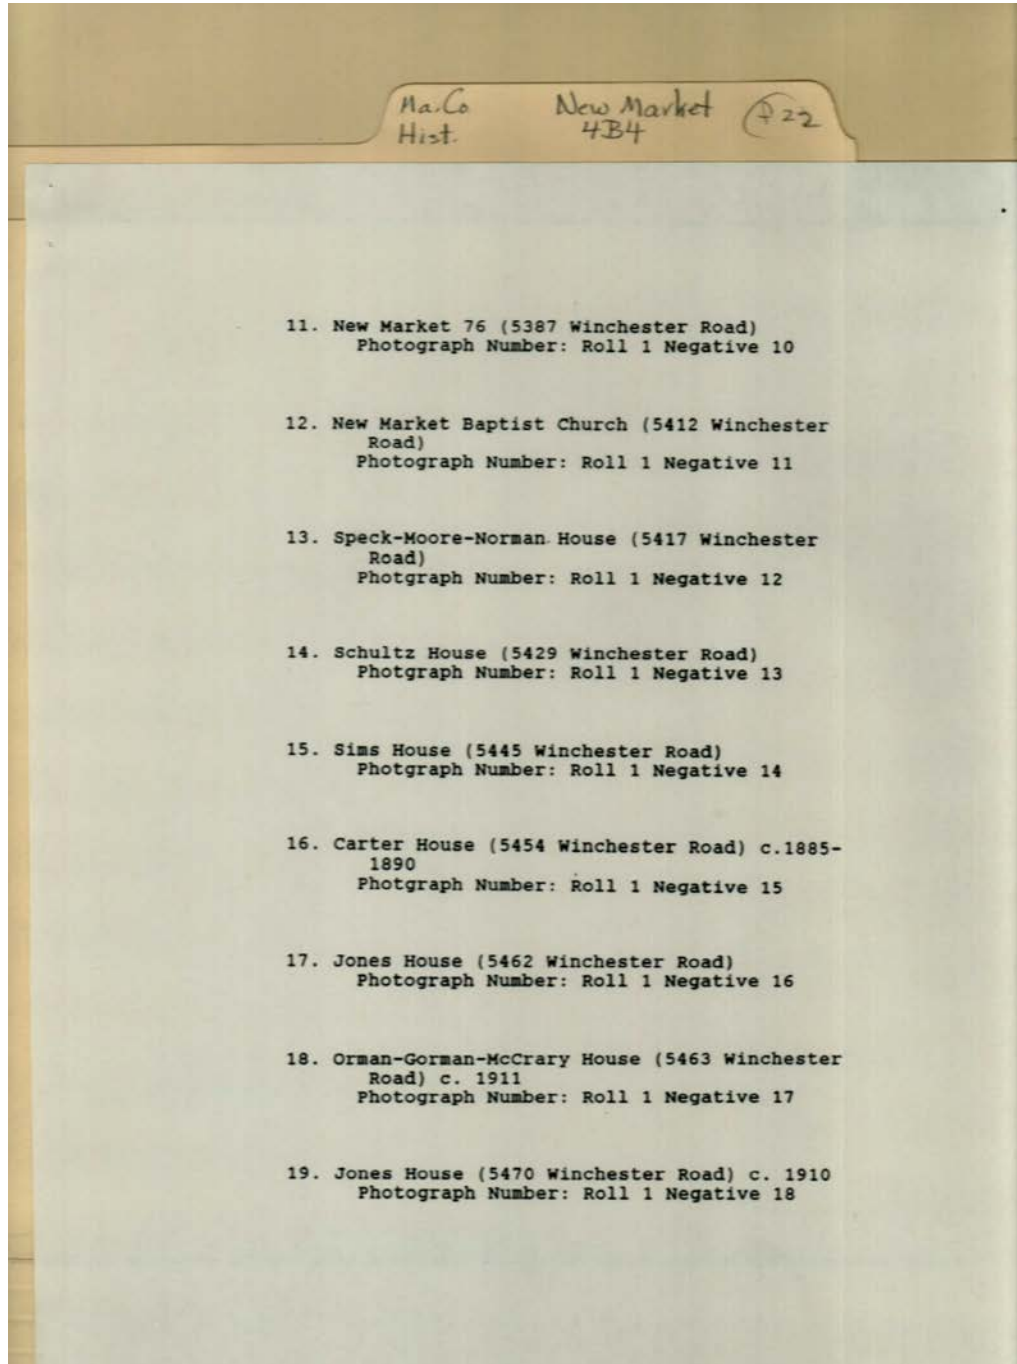 Ma.Co New Market
Hist. 4B4
11. New Market 76 (5387 Winchester Road)
Photograph Number: Roll 1 Negative 10
12. New Market Baptist Church (5412 Winchester
Road)
Photograph Number: Roll 1 Negative 11
13. Speck-Moore-Norman House (5417 Winchester
Road)
Photgraph Number: Roll 1 Negative 12
14. Schultz House (5429 Winchester Road)
Photgraph Number: Roll 1 Negative 13
15. Sims House (5445 Winchester Road)
Photgraph Number: Roll 1 Negative 14
16. Carter House (5454 Winchester Road) c.1885-
1890
Photgraph Number: Roll 1 Negative 15
17. Jones House (5462 Winchester Road)
Photograph Number: Roll 1 Negative 16
18. Orman-Gorman-McCrary House (5463 Winchester
Road) c. 1911
Photograph Number: Roll 1 Negative 17
19. Jones House (5470 Winchester Road) c. 1910
Photograph Number: Roll 1 Negative 18